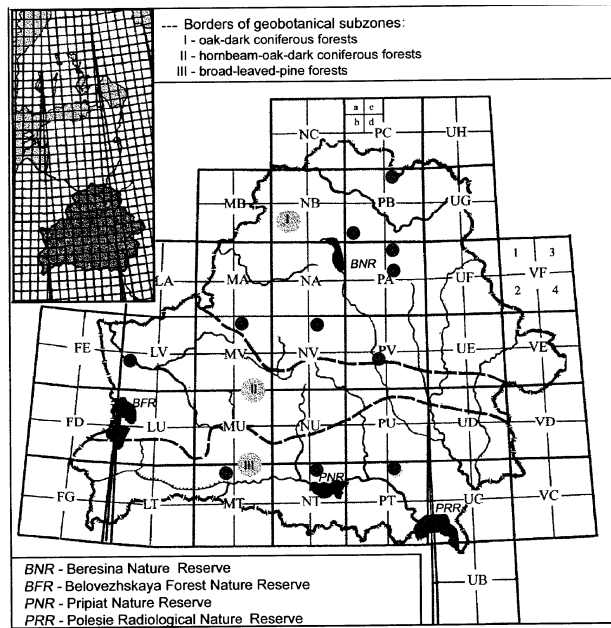 --- Borders of geobotanical subzones:
I - oak-dark coniferous forests
II - hornbeam-oak-dark coniferous forests
III - broad-leaved-pine forests
a c
b d
NC PC UH
MB NB PB UG
I
BNR
1 3
LA MA NA PA UF VF
2 4
FE LV MV NV PV UE VE
BFR
II
FD LU MU NU PU UD VD
III
PNR
FG LT MT NT PT UC VC
PRR
UB
BNR - Beresina Nature Reserve
BFR - Belovezhskaya Forest Nature Reserve
PNR - Pripiat Nature Reserve
PRR - Polesie Radiological Nature Reserve